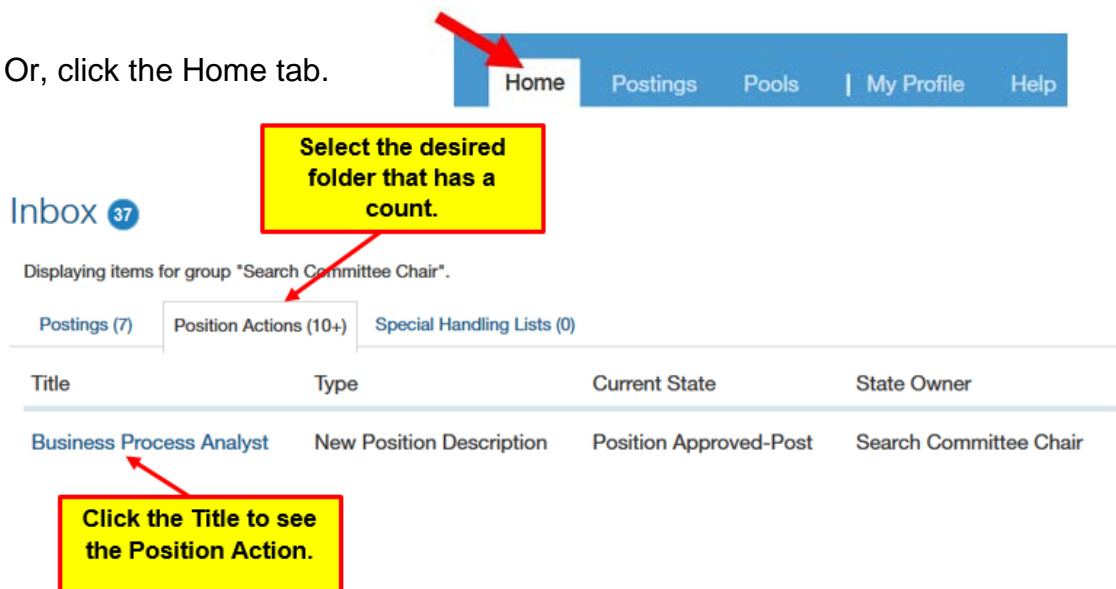 Or, click the Home tab.
Home Postings Pools | My Profile Help
Select the desired
folder that has a
count.
Inbox 37
Displaying items for group "Search Committee Chair".
Postings (7) Position Actions (10+) Special Handling Lists (0)
Title Type Current State State Owner
Business Process Analyst New Position Description Position Approved-Post Search Committee Chair
Click the Title to see
the Position Action.